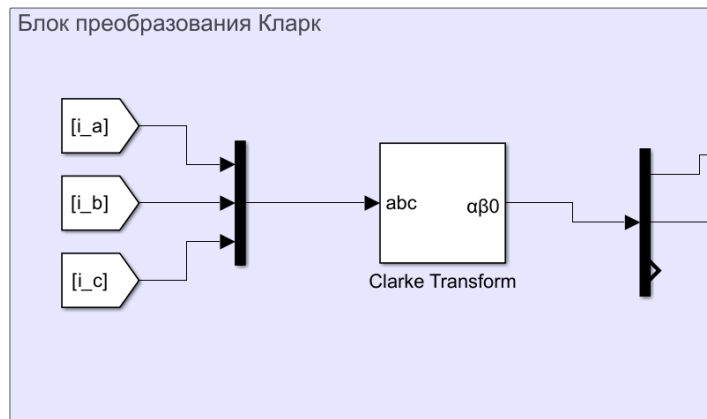 Блок преобразования Кларк
[i_a]
[i_b]
[i_c]
abc
αβ0
Clarke Transform